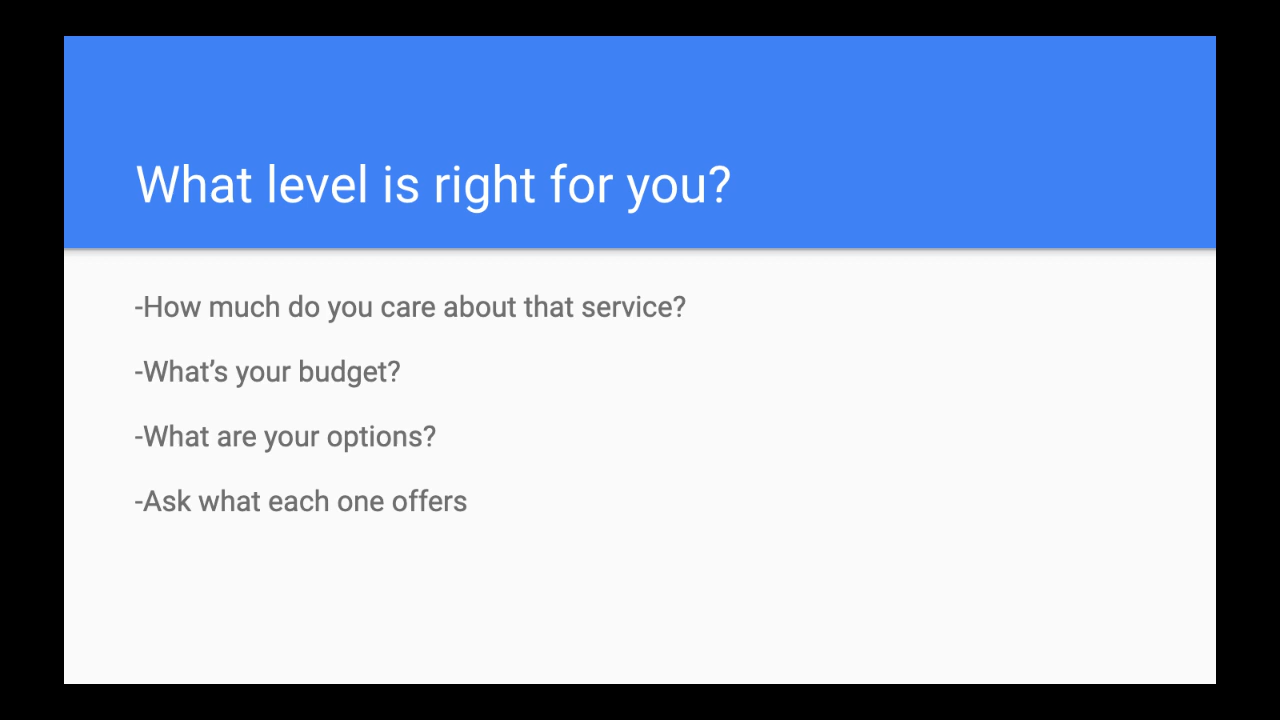 What level is right for you?
-How much do you care about that service?
-What’s your budget?
-What are your options?
-Ask what each one offers